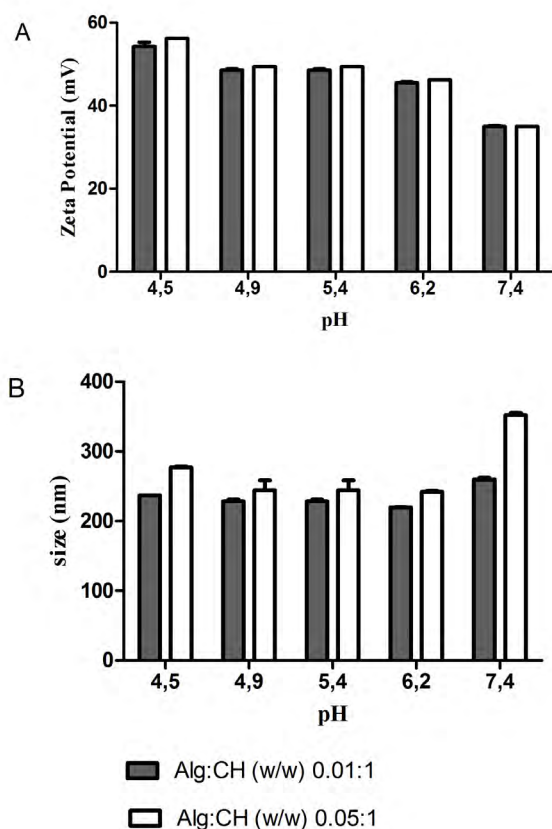 A
Zeta Potential (mV)
60
40
20
0
4,5 4,9 5,4 6,2 7,4
pH
B
size (nm)
400
300
200
100
0
4,5 4,9 5,4 6,2 7,4
pH
Alg:CH (w/w) 0.01:1
Alg:CH (w/w) 0.05:1